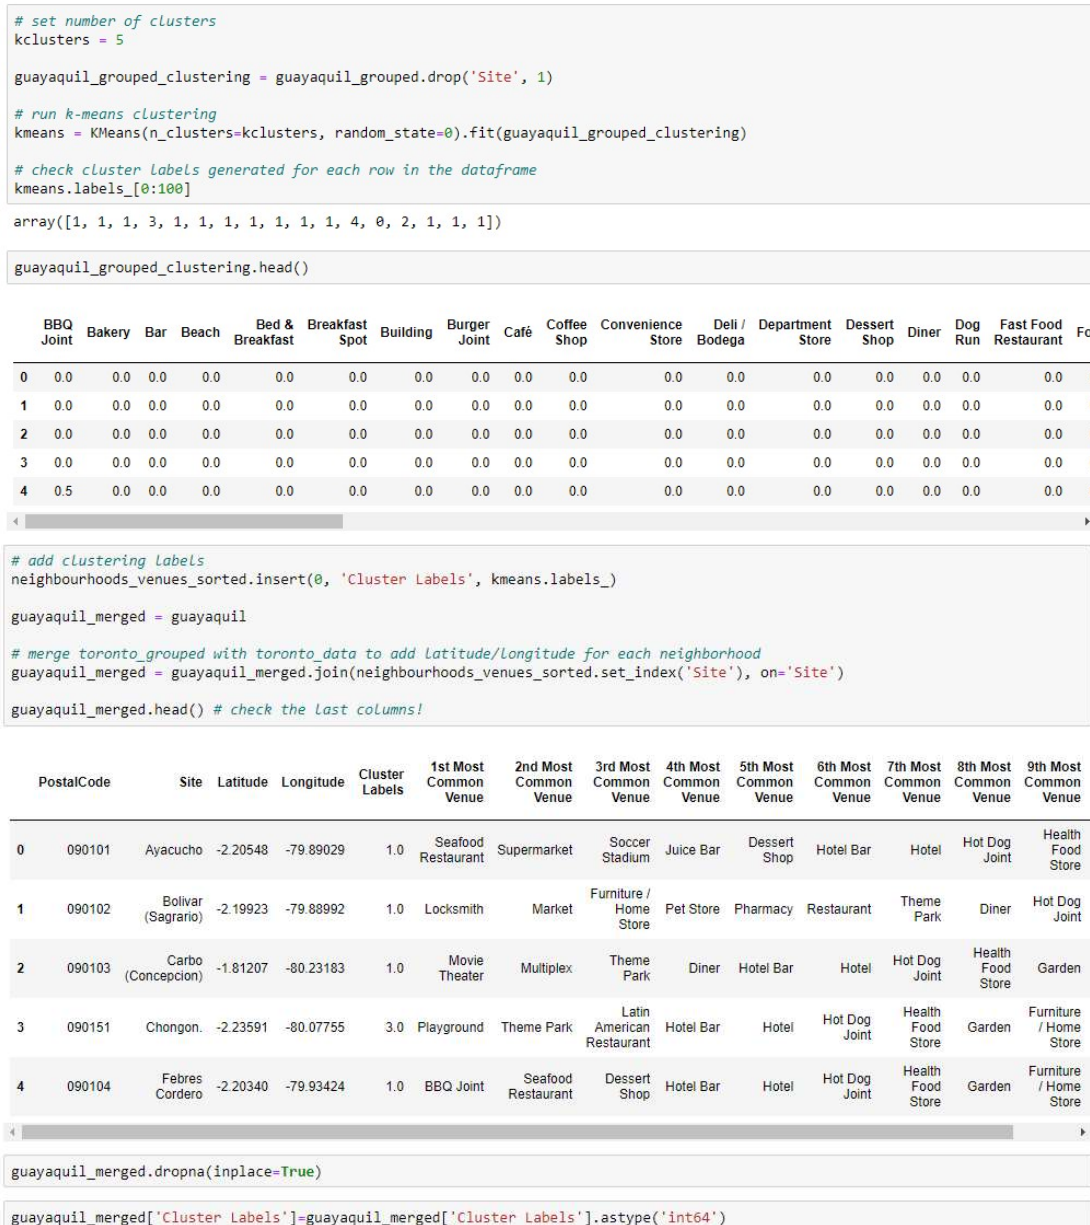 # set number of clusters
kclusters = 5
guayaquil_grouped_clustering = guayaquil_grouped.drop('Site', 1)
# run k-means clustering
kmeans = KMeans(n_clusters=kclusters, random_state=0).fit(guayaquil_grouped_clustering)
# check cluster labels generated for each row in the dataframe
kmeans.labels_[0:100]
array([1, 1, 1, 3, 1, 1, 1, 1, 1, 1, 1, 4, 0, 2, 1, 1, 1])
guayaquil_grouped_clustering.head()
BBQ Joint Bakery Bar Beach Bed & Breakfast Breakfast Spot Building Burger Joint Café Coffee Shop Convenience Store Deli / Bodega Department Store Dessert Shop Diner Dog Run Fast Food Restaurant Fo
0 0.0 0.0 0.0 0.0 0.0 0.0 0.0 0.0 0.0 0.0 0.0 0.0 0.0 0.0 0.0 0.0 0.0
1 0.0 0.0 0.0 0.0 0.0 0.0 0.0 0.0 0.0 0.0 0.0 0.0 0.0 0.0 0.0 0.0 0.0
2 0.0 0.0 0.0 0.0 0.0 0.0 0.0 0.0 0.0 0.0 0.0 0.0 0.0 0.0 0.0 0.0 0.0
3 0.0 0.0 0.0 0.0 0.0 0.0 0.0 0.0 0.0 0.0 0.0 0.0 0.0 0.0 0.0 0.0 0.0
4 0.5 0.0 0.0 0.0 0.0 0.0 0.0 0.0 0.0 0.0 0.0 0.0 0.0 0.0 0.0 0.0 0.0
# add clustering labels
neighbourhoods_venues_sorted.insert(0, 'Cluster Labels', kmeans.labels_)
guayaquil_merged = guayaquil
# merge toronto_grouped with toronto_data to add latitude/longitude for each neighborhood
guayaquil_merged = guayaquil_merged.join(neighbourhoods_venues_sorted.set_index('Site'), on='Site')
guayaquil_merged.head() # check the last columns!
PostalCode Site Latitude Longitude Cluster Labels 1st Most Common Venue 2nd Most Common Venue 3rd Most Common Venue 4th Most Common Venue 5th Most Common Venue 6th Most Common Venue 7th Most Common Venue 8th Most Common Venue 9th Most Common Venue
0 090101 Ayacucho -2.20548 -79.89029 1.0 Seafood Restaurant Supermarket Soccer Stadium Juice Bar Dessert Shop Hotel Bar Hotel Hot Dog Joint Health Food Store
1 090102 Bolivar (Sagrario) -2.19923 -79.88992 1.0 Locksmith Market Furniture / Home Store Pet Store Pharmacy Restaurant Theme Park Diner Hot Dog Joint
2 090103 Carbo (Concepcion) -1.81207 -80.23183 1.0 Movie Theater Multiplex Theme Park Diner Hotel Bar Hotel Hot Dog Joint Health Food Store Garden
3 090151 Chongon. -2.23591 -80.07755 3.0 Playground Theme Park Latin American Restaurant Hotel Bar Hotel Hot Dog Joint Health Food Store Garden Furniture / Home Store
4 090104 Febres Cordero -2.20340 -79.93424 1.0 BBQ Joint Seafood Restaurant Dessert Shop Hotel Bar Hotel Hot Dog Joint Health Food Store Garden Furniture / Home Store
guayaquil_merged.dropna(inplace=True)
guayaquil_merged['Cluster Labels']=guayaquil_merged['Cluster Labels'].astype('int64')